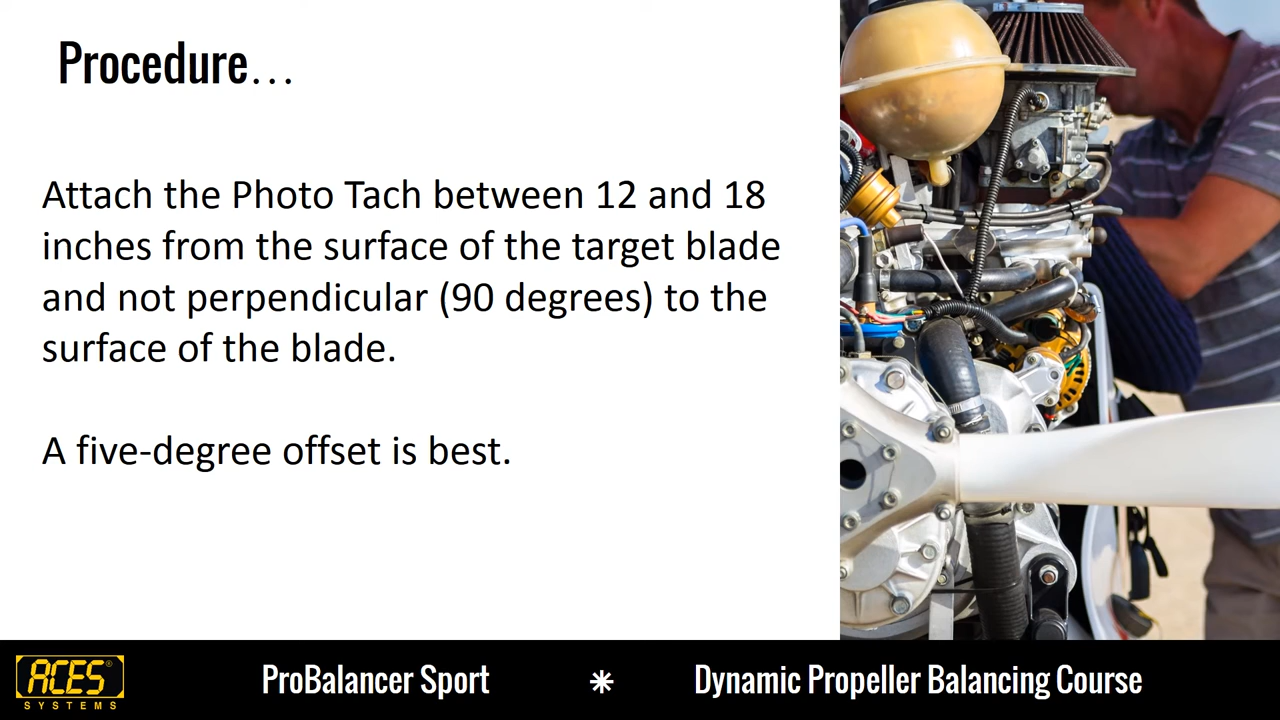 Procedure…
Attach the Photo Tach between 12 and 18
inches from the surface of the target blade
and not perpendicular (90 degrees) to the
surface of the blade.
A five-degree offset is best.
ACES®
SYSTEMS
ProBalancer Sport * Dynamic Propeller Balancing Course